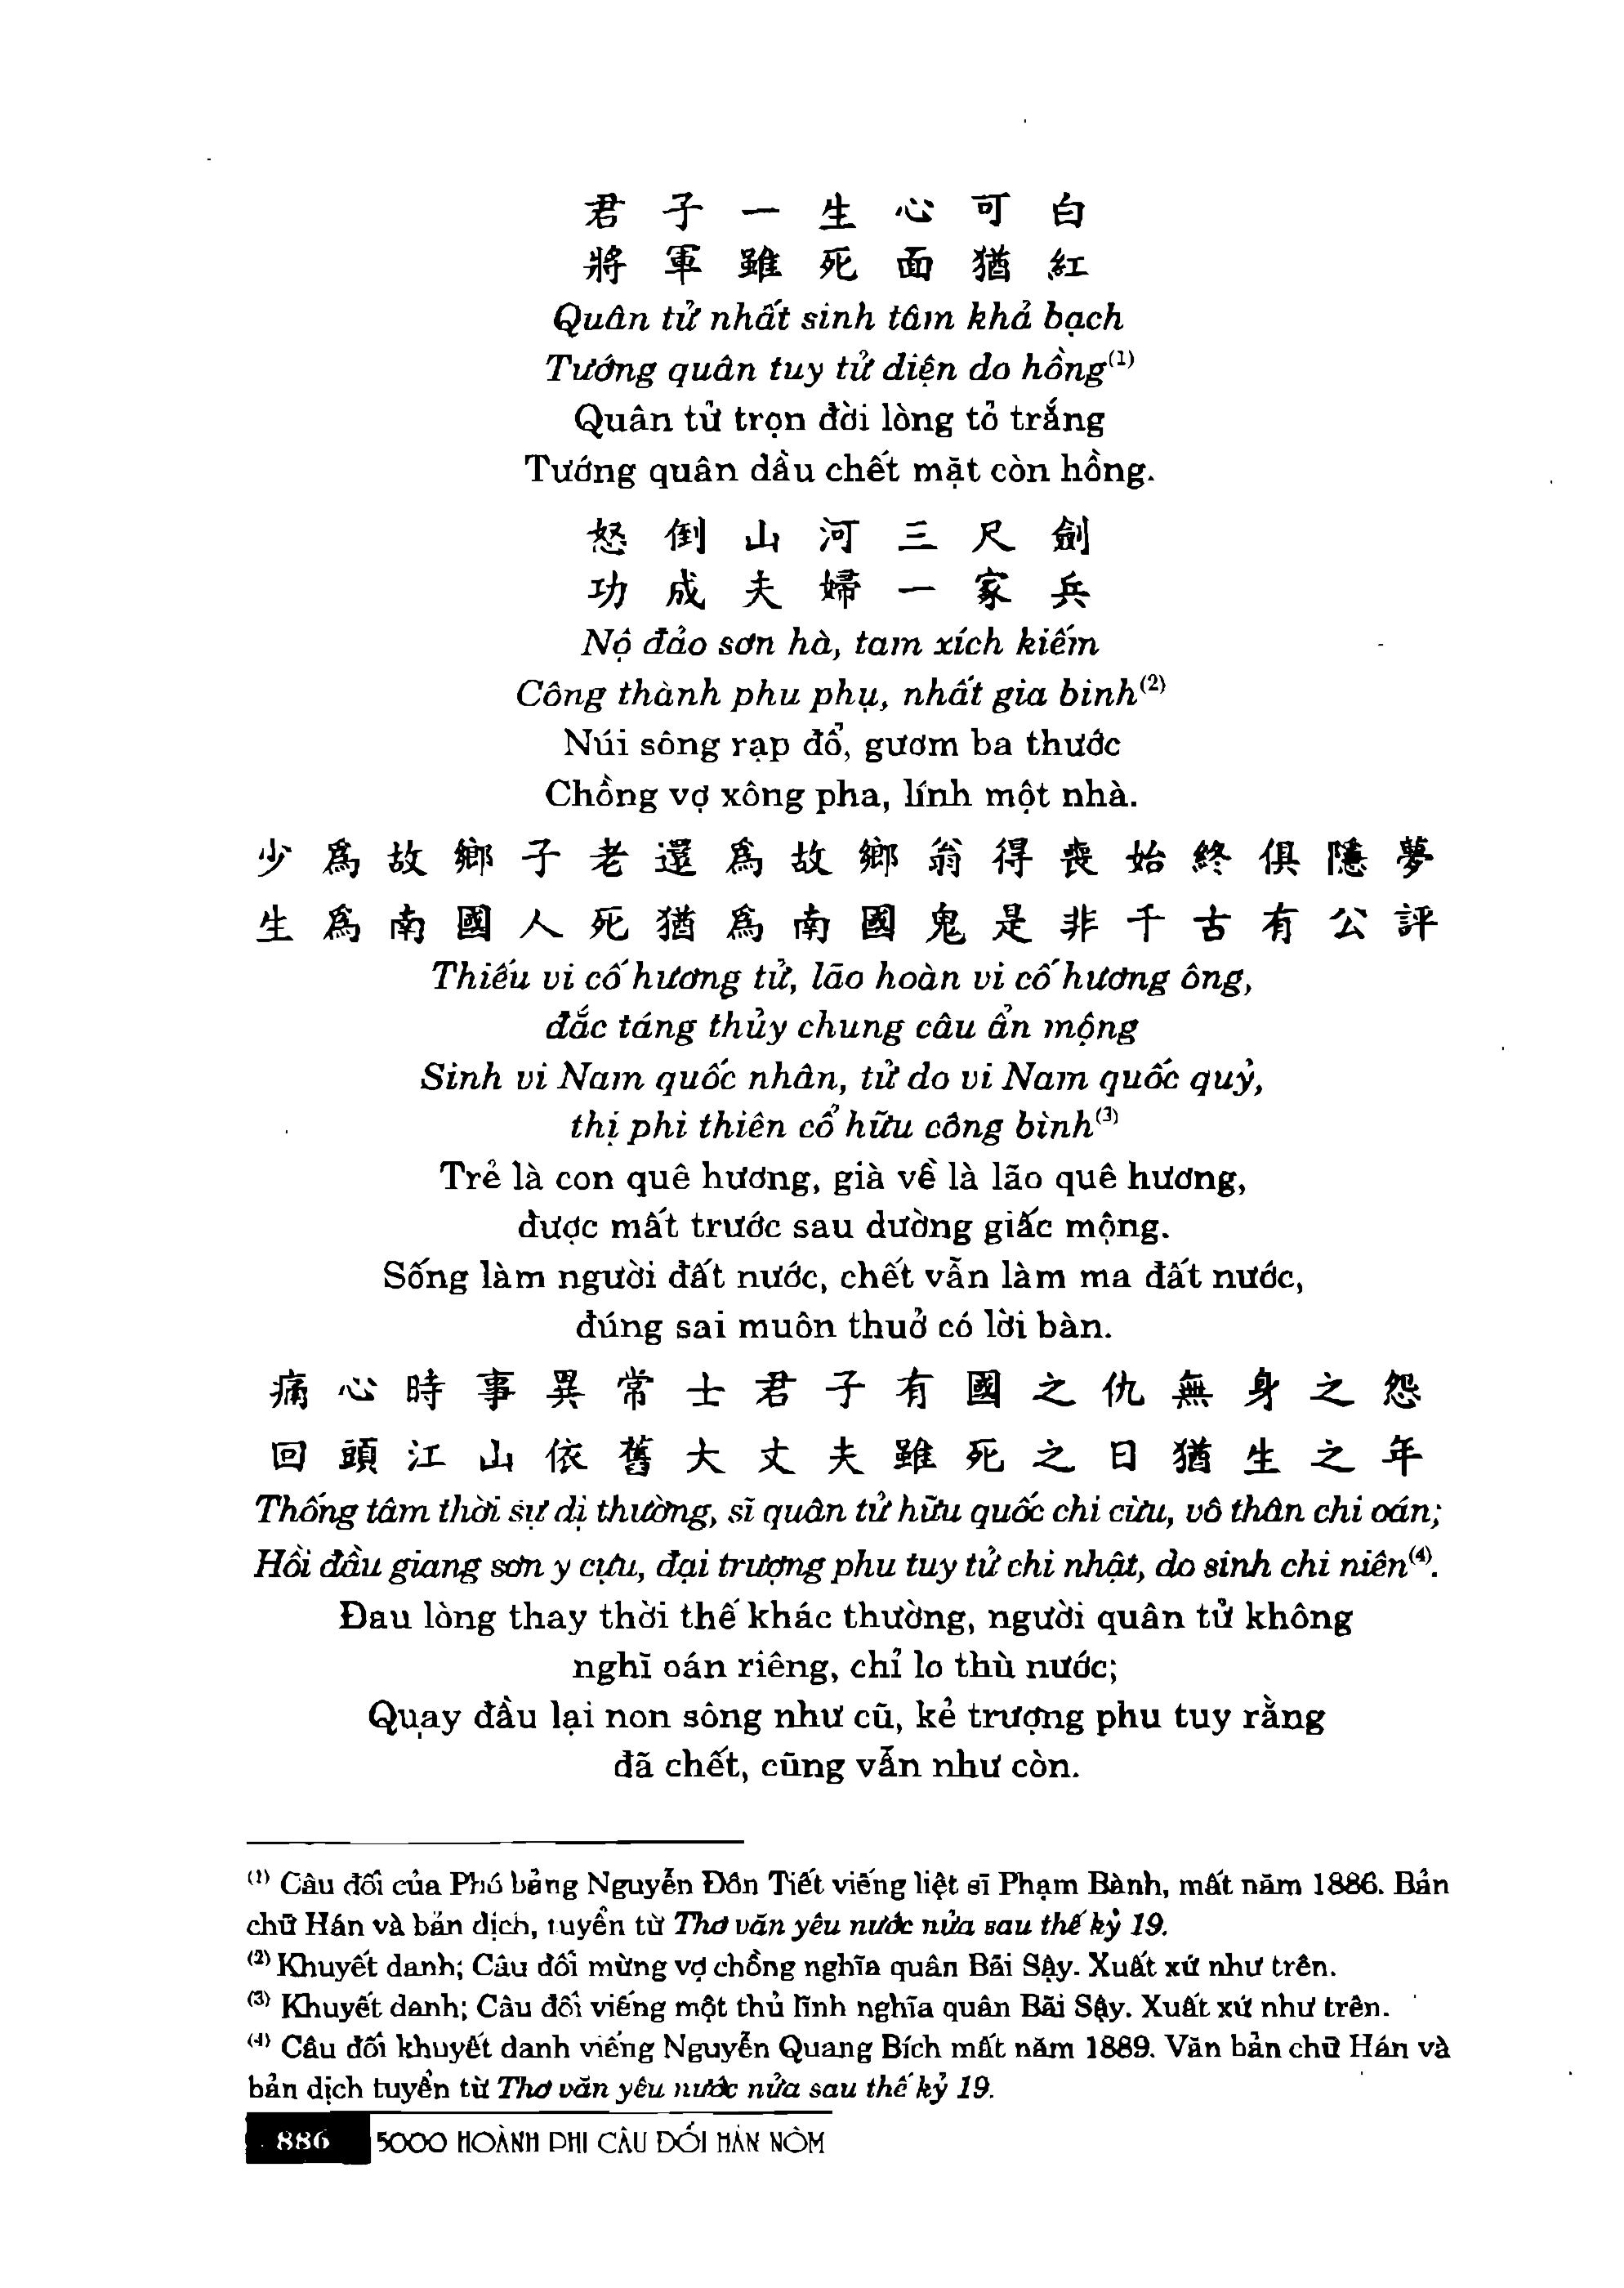 君子一生心可白
將軍雖死面猶紅
Quân tử nhất sinh tâm khả bạch
Tướng quân tuy tử diện do hồng(1)
Quân tử trọn đời lòng tỏ trắng
Tướng quân dầu chết mặt còn hồng.
怒倒山河三尺劍
功成夫婦一家兵
Nộ đảo sơn hà, tam xích kiếm
Công thành phu phụ, nhất gia binh(2)
Núi sông rạp đổ, gươm ba thước
Chồng vợ xông pha, lính một nhà.
少爲故鄉子老還爲故鄉翁得喪始終俱隱夢
生爲南國人死猶爲南國鬼是非千古有公評
Thiếu vi cố hương tử, lão hoàn vi cố hương ông,
đắc táng thủy chung câu ẩn mộng
Sinh vi Nam quốc nhân, tử do vi Nam quốc quỷ,
thị phi thiên cổ hữu công bình(3)
Trẻ là con quê hương, già về là lão quê hương,
được mất trước sau dường giấc mộng.
Sống làm người đất nước, chết vẫn làm ma đất nước,
đúng sai muôn thuở có lời bàn.
痛心時事異常士君子有國之仇無身之怨
回頭江山依舊大丈夫雖死之日猶生之年
Thống tâm thời sự dị thường, sĩ quân tử hữu quốc chi cừu, vô thân chi oán;
Hồi đầu giang sơn y cựu, đại trượng phu tuy tử chi nhật, do sinh chi niên(4).
Đau lòng thay thời thế khác thường, người quân tử không
nghĩ oán riêng, chỉ lo thù nước;
Quay đầu lại non sông như cũ, kẻ trượng phu tuy rằng
đã chết, cũng vẫn như còn.
(1) Câu đối của Phó bảng Nguyễn Đôn Tiết viếng liệt sĩ Phạm Bành, mất năm 1886. Bản
chữ Hán và bản dịch, tuyển từ Thơ văn yêu nước nửa sau thế kỷ 19.
(2) Khuyết danh; Câu đối mừng vợ chồng nghĩa quân Bãi Sậy. Xuất xứ như trên.
(3) Khuyết danh; Câu đối viếng một thủ lĩnh nghĩa quân Bãi Sậy. Xuất xứ như trên.
(4) Câu đối khuyết danh viếng Nguyễn Quang Bích mất năm 1889. Văn bản chữ Hán và
bản dịch tuyển từ Thơ văn yêu nước nửa sau thế kỷ 19.
886 5000 HOÀNH PHI CÂU ĐỐI HÁN NÔM